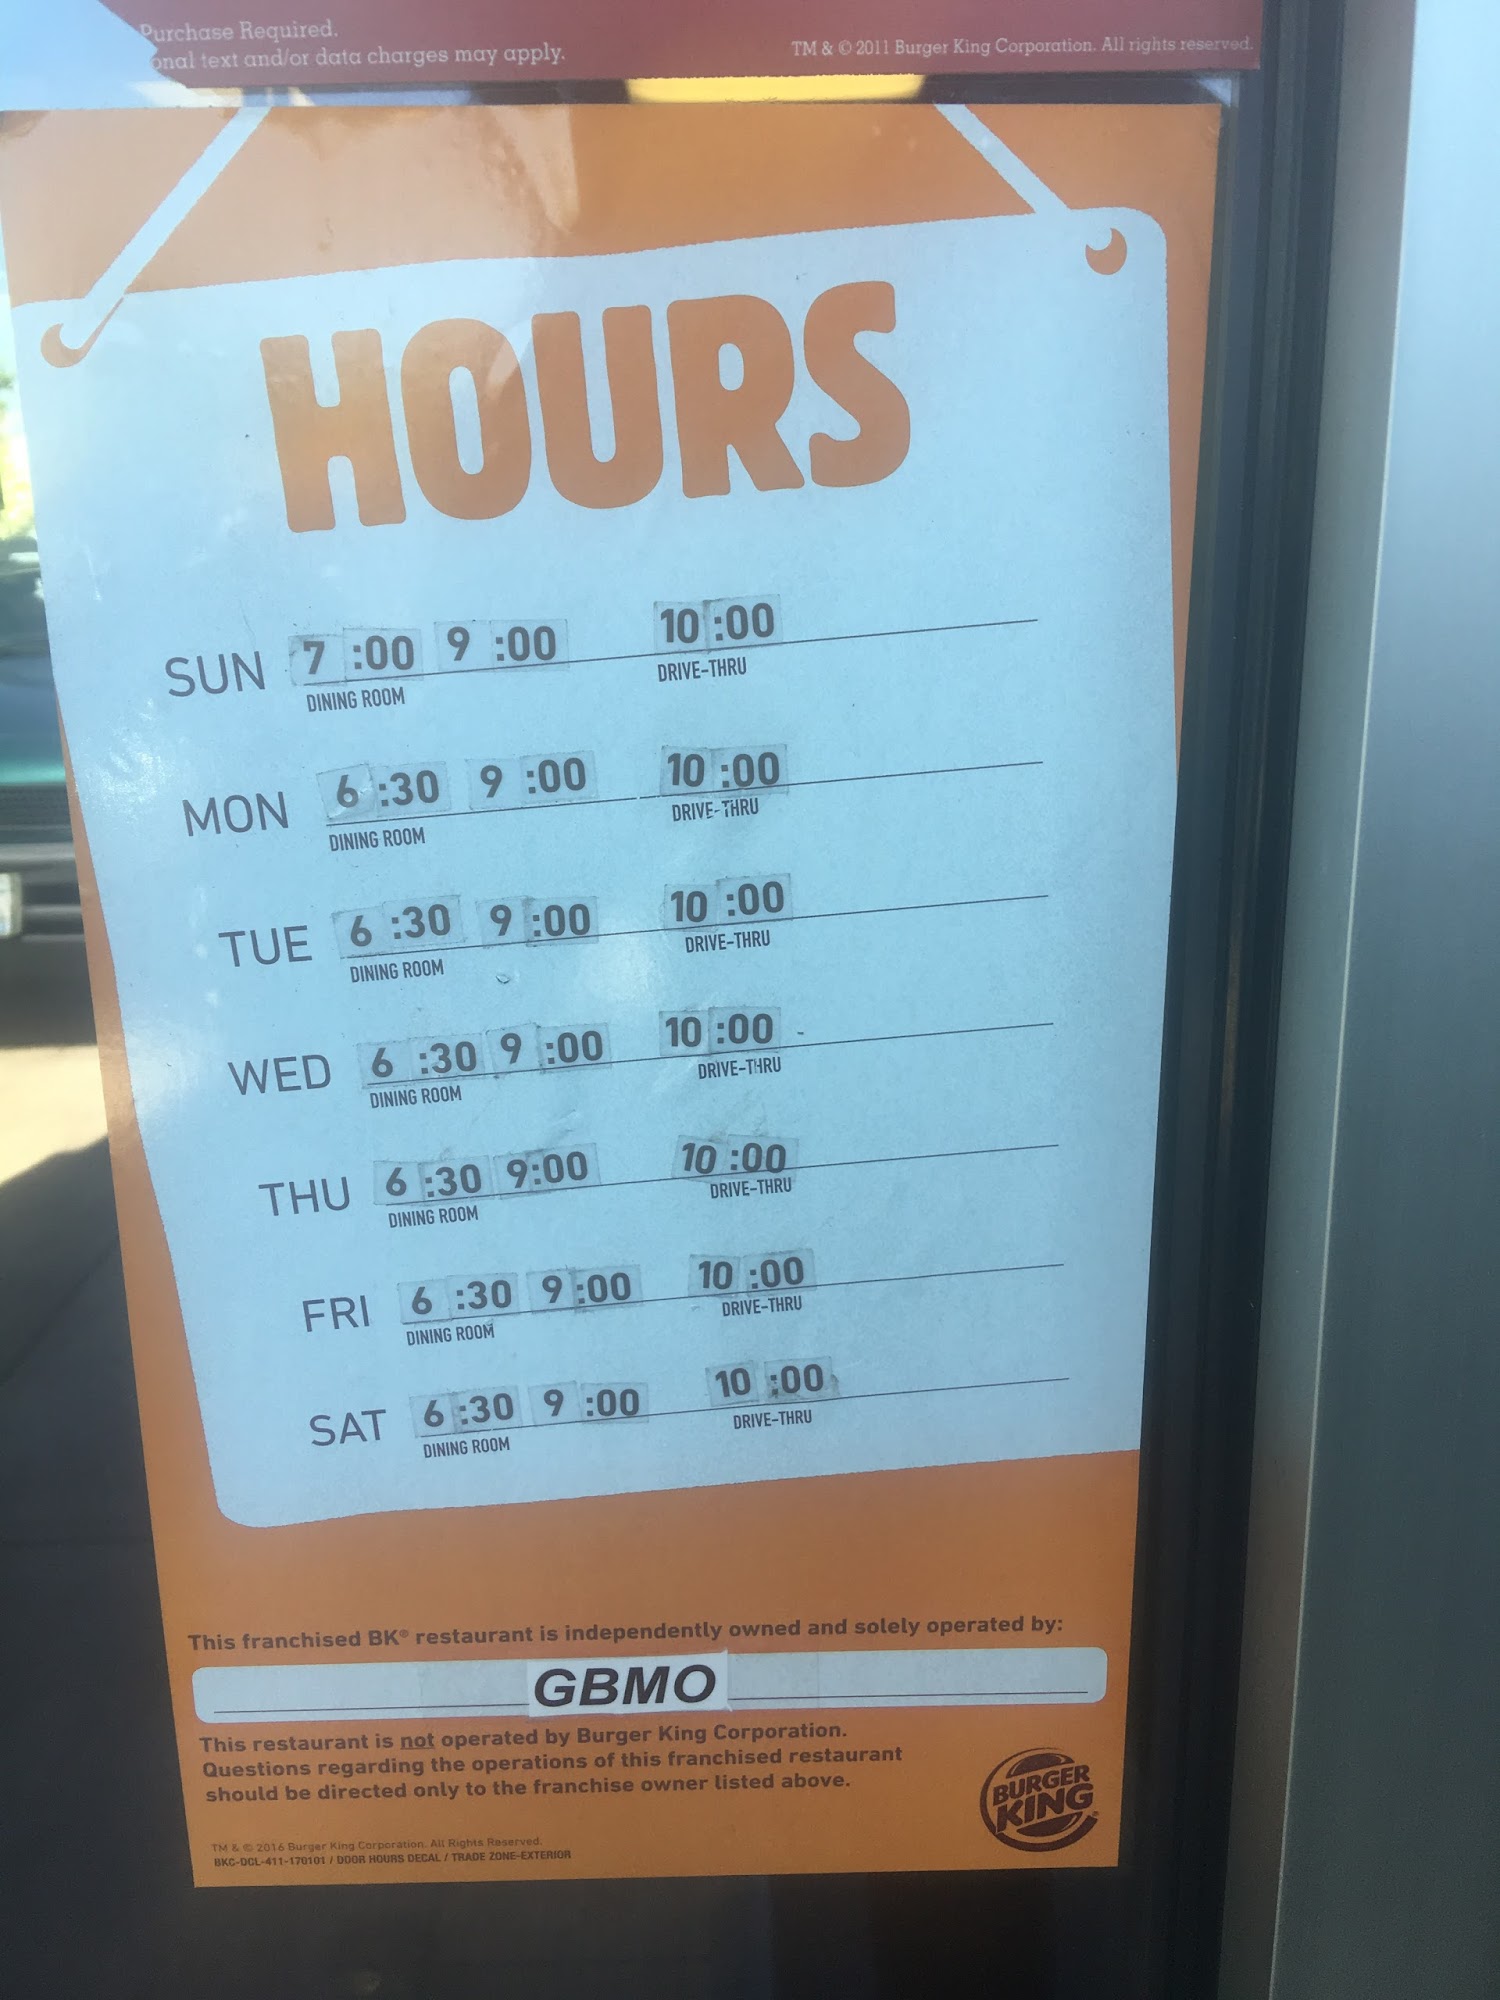 Purchase Required.
onal text and/or data charges may apply.
TM & © 2011 Burger King Corporation. All rights reserved.
HOURS
SUN 7 :00 9 :00 10 :00
DINING ROOM DRIVE-THRU
MON 6 :30 9 :00 10 :00
DINING ROOM DRIVE-THRU
TUE 6 :30 9 :00 10 :00
DINING ROOM DRIVE-THRU
WED 6 :30 9 :00 10 :00 -
DINING ROOM DRIVE-THRU
THU 6 :30 9:00 10 :00
DINING ROOM DRIVE-THRU
FRI 6 :30 9 :00 10 :00
DINING ROOM DRIVE-THRU
SAT 6 :30 9 :00 10 :00
DINING ROOM DRIVE-THRU
This franchised BK® restaurant is independently owned and solely operated by:
GBMO
This restaurant is not operated by Burger King Corporation.
Questions regarding the operations of this franchised restaurant
should be directed only to the franchise owner listed above.
BURGER
KING
TM & © 2016 Burger King Corporation. All Rights Reserved.
BKC-DCL-411-170101 / DOOR HOURS DECAL / TRADE ZONE-EXTERIOR